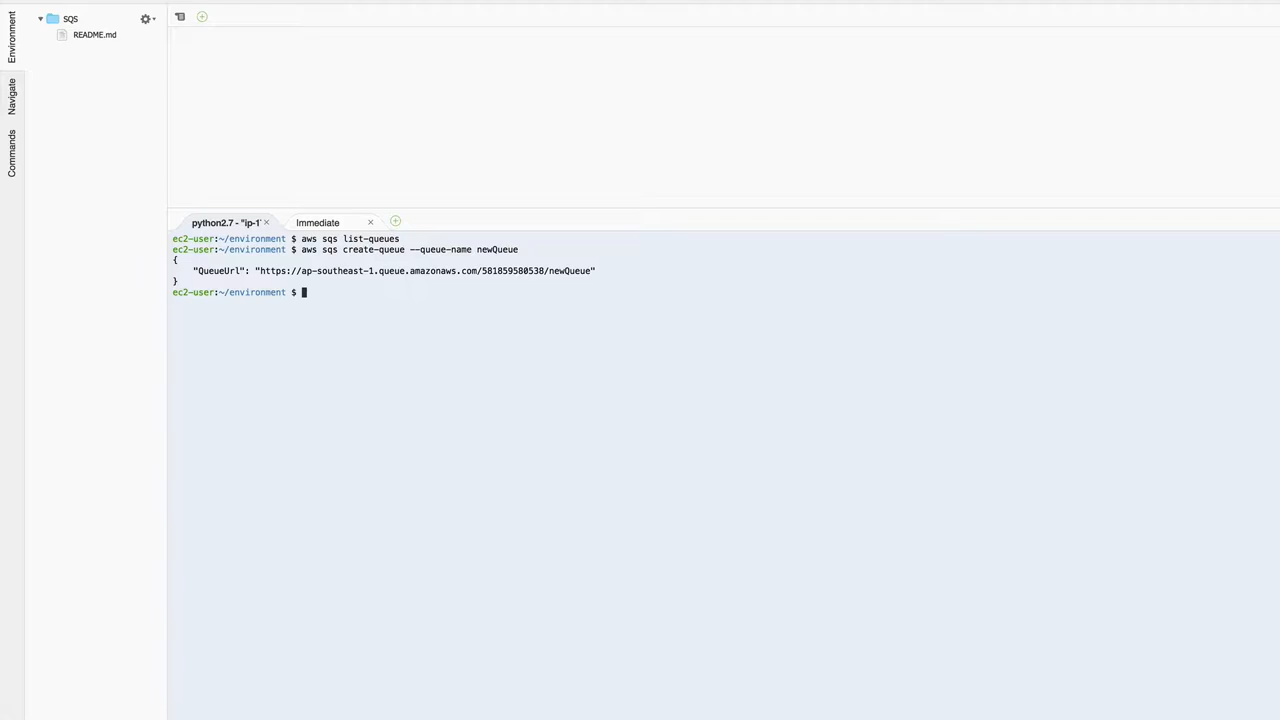 Environment
Navigate
Commands
SQS
README.md
python2.7 - "ip-1
Immediate
ec2-user:~/environment $ aws sqs list-queues
ec2-user:~/environment $ aws sqs create-queue --queue-name newQueue
{
    "QueueUrl": "https://ap-southeast-1.queue.amazonaws.com/581859580538/newQueue"
}
ec2-user:~/environment $